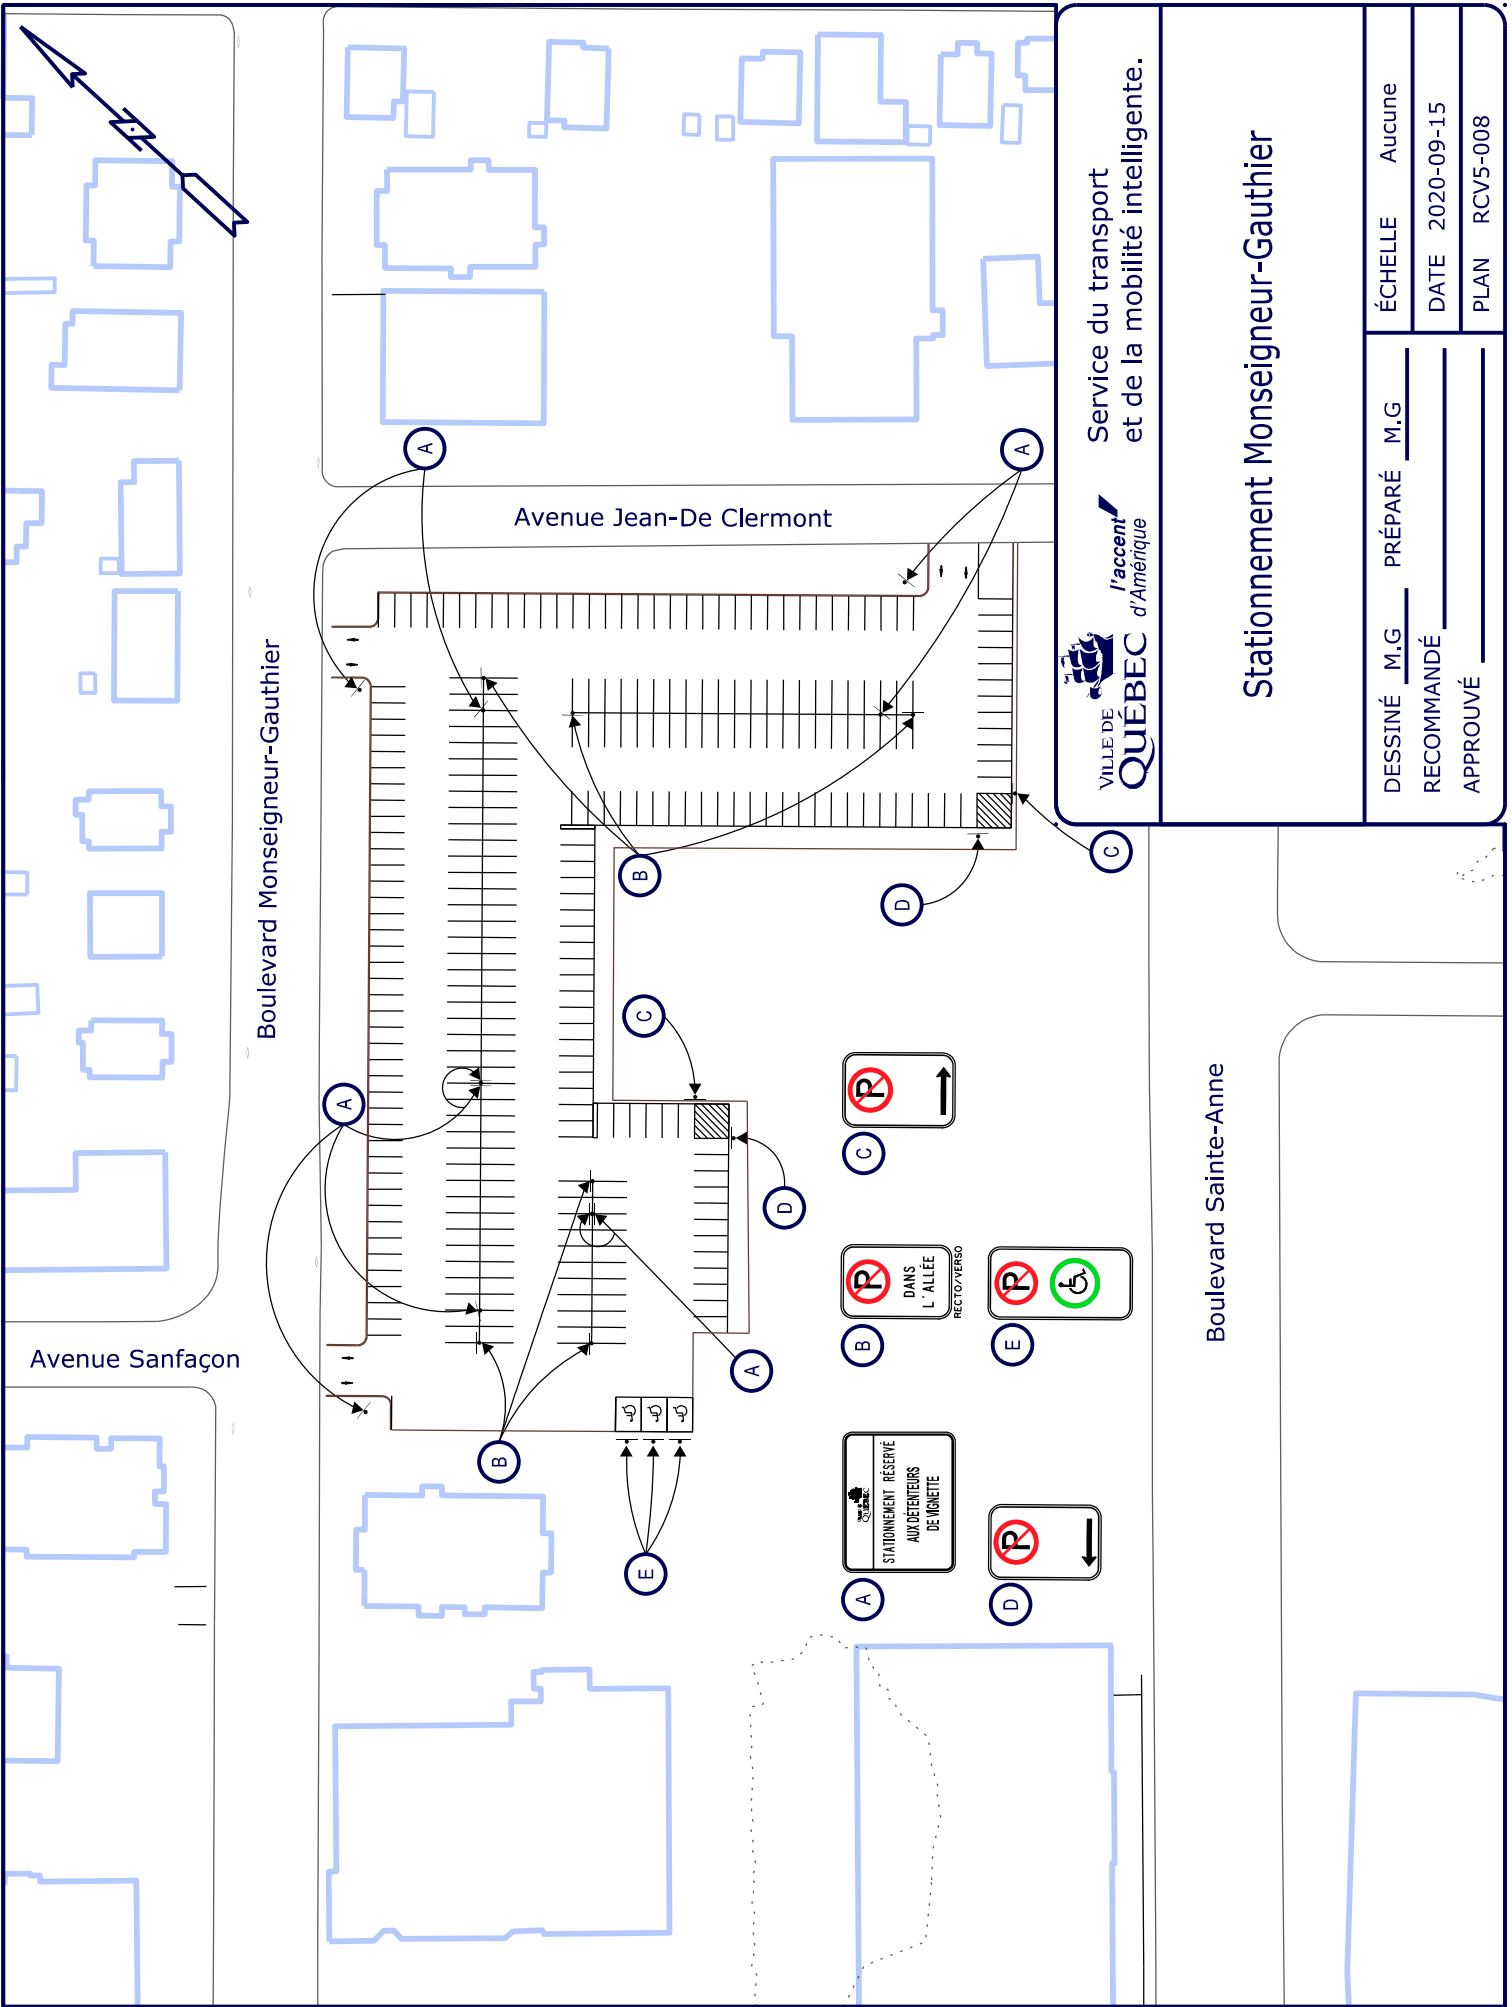 Avenue Sanfaçon
Boulevard Monseigneur-Gauthier
Avenue Jean-De Clermont
Boulevard Sainte-Anne
A
A
A
A
B
B
C
C
D
D
E
A
STATIONNEMENT RÉSERVÉ
AUX DÉTENTEURS
DE VIGNETTE
B
P
DANS
L'ALLÉE
RECTO/VERSO
C
P
D
P
E
P
VILLE DE
QUÉBEC
l'accent
d'Amérique
Service du transport
et de la mobilité intelligente.
Stationnement Monseigneur-Gauthier
DESSINÉ M.G PRÉPARÉ M.G
RECOMMANDÉ
APPROUVÉ
ÉCHELLE Aucune
DATE 2020-09-15
PLAN RCV5-008